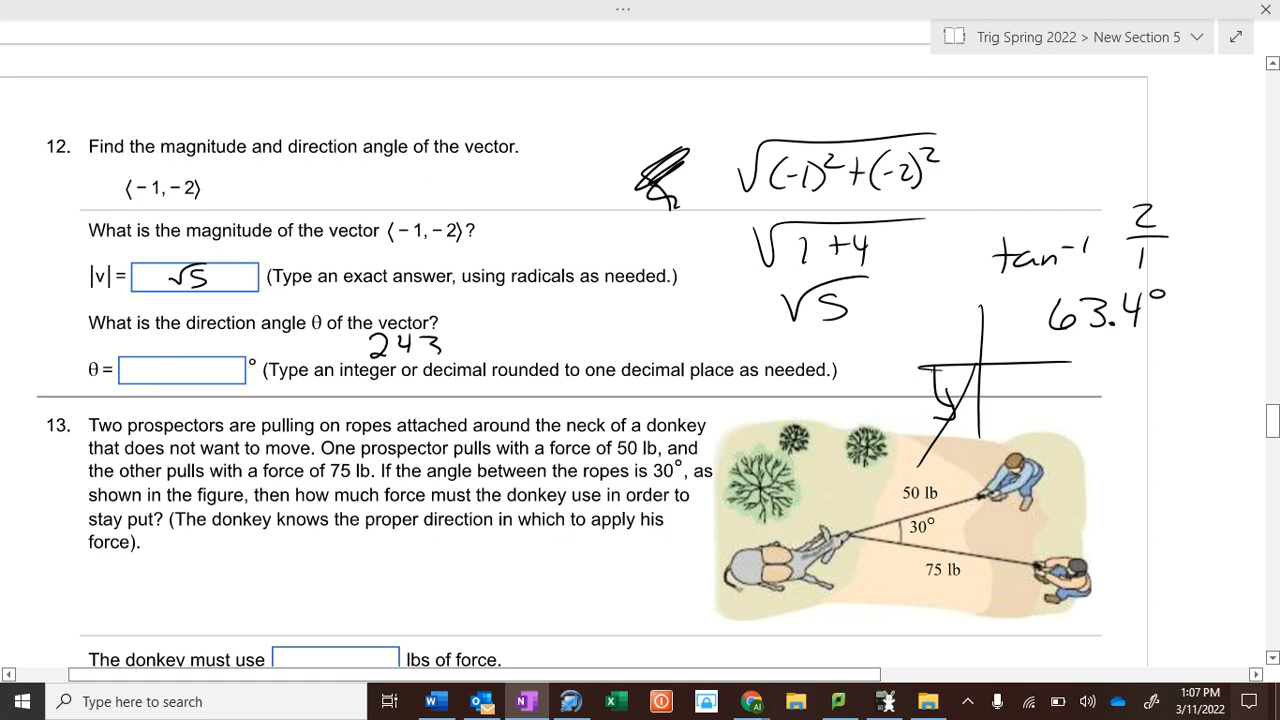 Trig Spring 2022 > New Section 5
12. Find the magnitude and direction angle of the vector.
⟨−1, −2⟩
√(-1)²+(-2)²
What is the magnitude of the vector ⟨−1, −2⟩?
√1+4
tan⁻¹ 2/1
|v| = √5 (Type an exact answer, using radicals as needed.)
√5
63.4°
What is the direction angle θ of the vector?
243
θ = ° (Type an integer or decimal rounded to one decimal place as needed.)
13. Two prospectors are pulling on ropes attached around the neck of a donkey
that does not want to move. One prospector pulls with a force of 50 lb, and
the other pulls with a force of 75 lb. If the angle between the ropes is 30°, as
shown in the figure, then how much force must the donkey use in order to
stay put? (The donkey knows the proper direction in which to apply his
force).
50 lb
30°
75 lb
The donkey must use lbs of force.
Type here to search
1:07 PM
3/11/2022